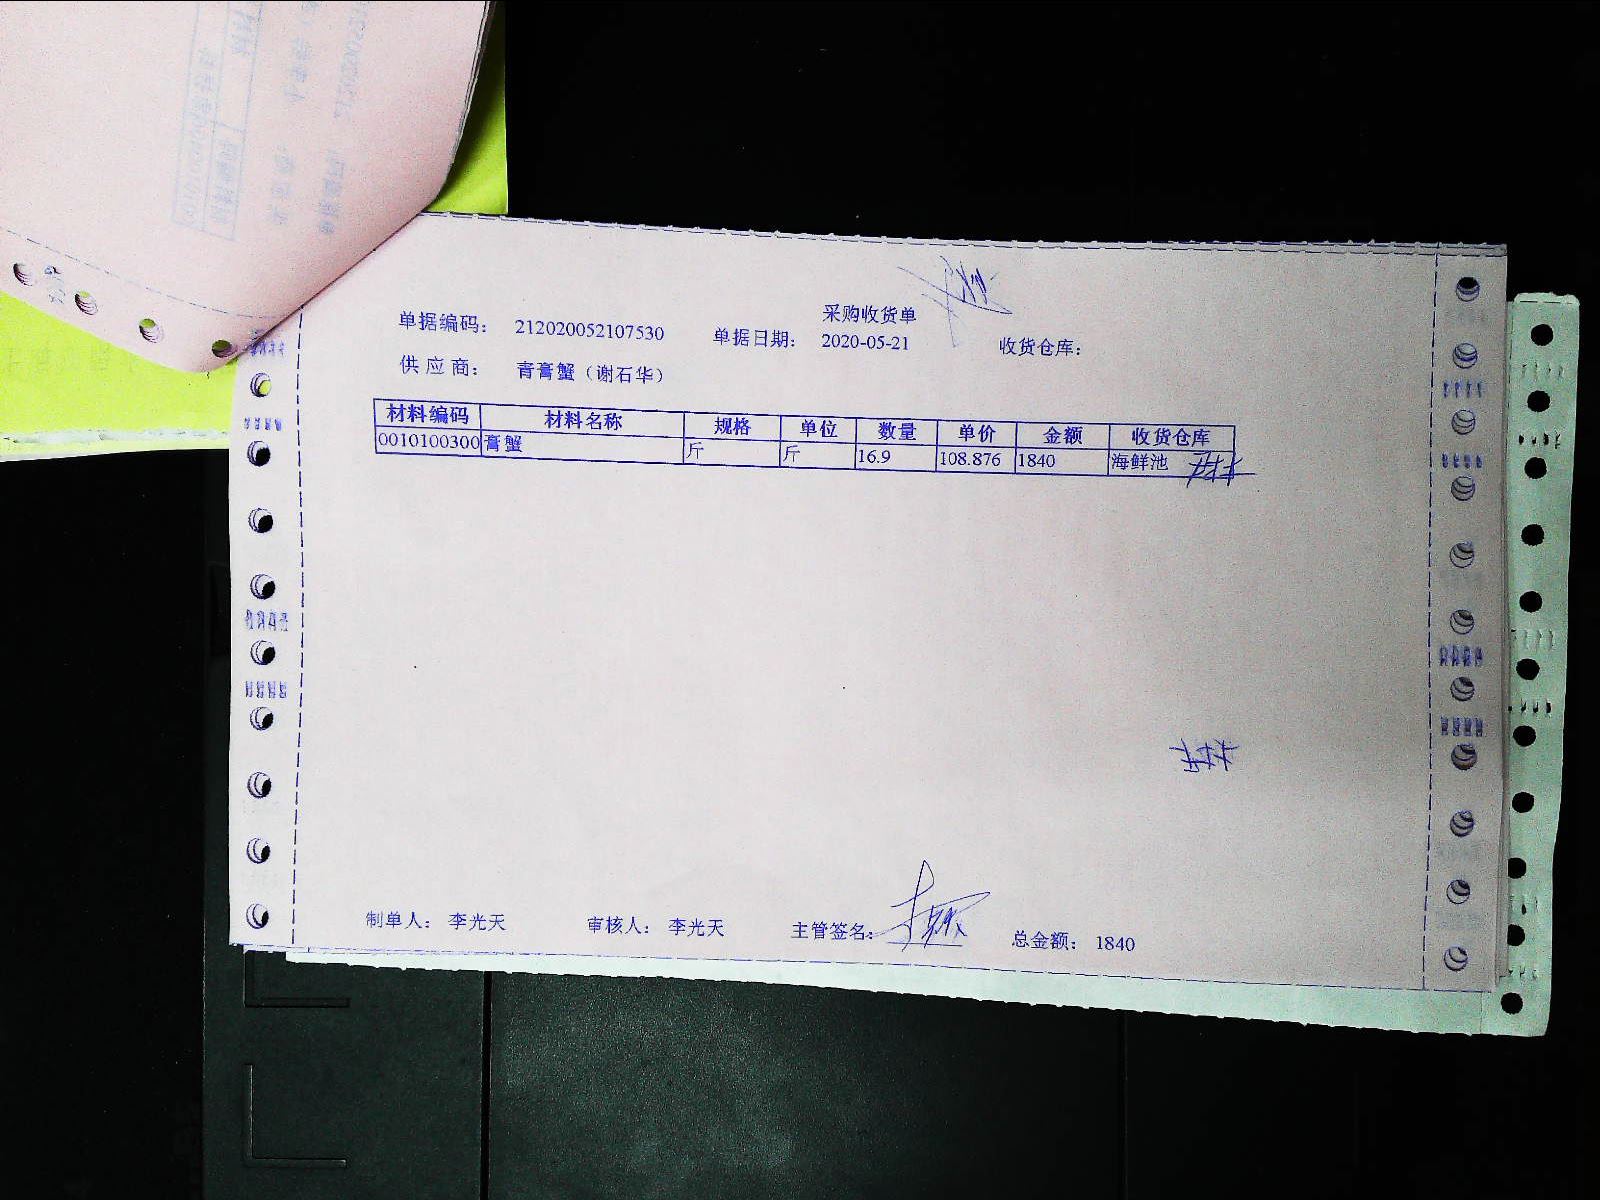 采购收货单
单据编码： 212020052107530 单据日期： 2020-05-21 收货仓库：
供应商： 青膏蟹（谢石华）
材料编码 材料名称 规格 单位 数量 单价 金额 收货仓库
0010100300 膏蟹 斤 斤 16.9 108.876 1840 海鲜池
制单人： 李光天 审核人： 李光天 主管签名： 总金额： 1840